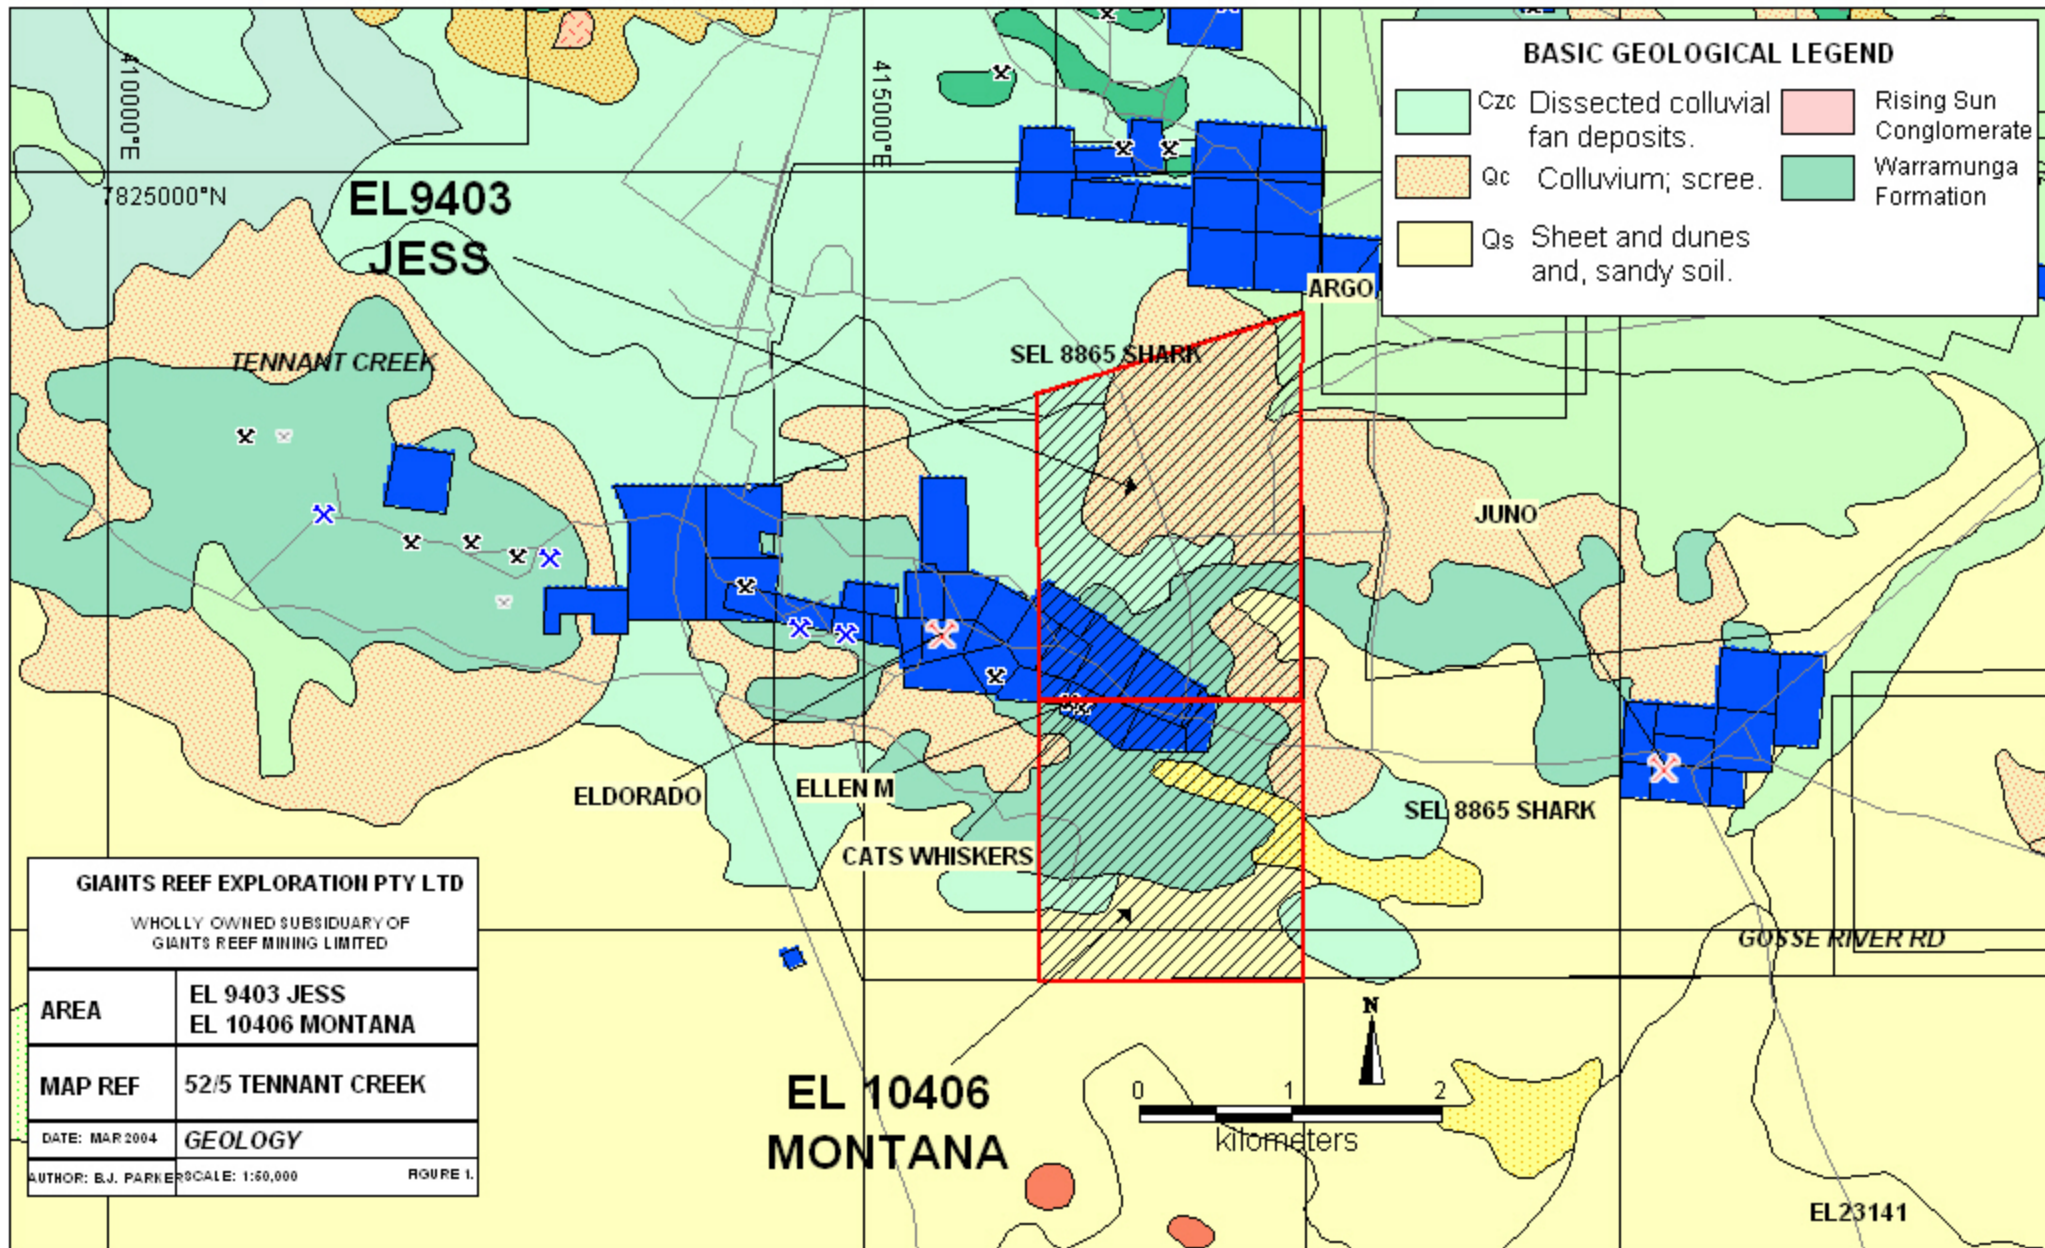 BASIC GEOLOGICAL LEGEND
Czc Dissected colluvial
fan deposits.
Qc Colluvium; scree.
Qs Sheet and dunes
and, sandy soil.
Rising Sun
Conglomerate
Warramunga
Formation
410000°E
415000°E
7825000°N
EL9403
JESS
ARGO
SEL 8865 SHARK
TENNANT CREEK
JUNO
ELDORADO
ELLEN M
CATS WHISKERS
SEL 8865 SHARK
GOSSE RIVER RD
EL 10406
MONTANA
N
0 1 2
kilometers
EL23141
GIANTS REEF EXPLORATION PTY LTD
WHOLLY OWNED SUBSIDUARY OF
GIANTS REEF MINING LIMITED
AREA
EL 9403 JESS
EL 10406 MONTANA
MAP REF
52/5 TENNANT CREEK
DATE: MAR 2004
GEOLOGY
AUTHOR: B.J. PARKER
SCALE: 1:50,000
FIGURE 1.